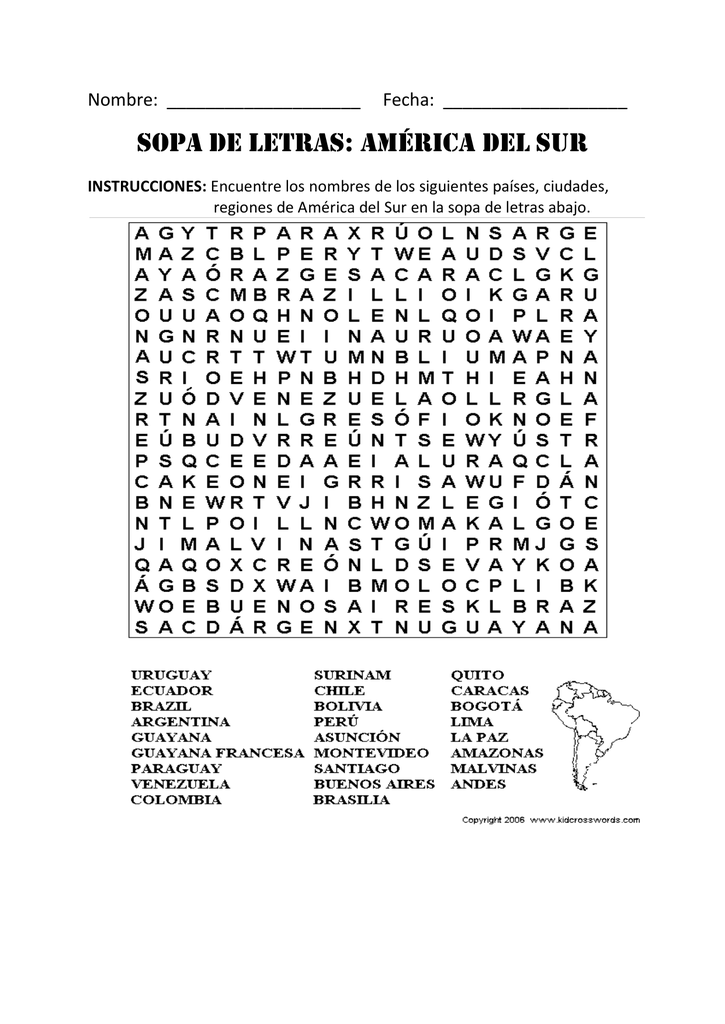 Nombre: ____________________ Fecha: ___________________
SOPA DE LETRAS: AMÉRICA DEL SUR
INSTRUCCIONES: Encuentre los nombres de los siguientes países, ciudades,
regiones de América del Sur en la sopa de letras abajo.
A G Y T R P A R A X R Ú O L N S A R G E
M A Z C B L P E R Y T W E A U D S V C L
A Y A Ó R A Z G E S A C A R A C L G K G
Z A S C M B R A Z I L L I O I K G A R U
O U U A O Q H N O L E N L Q O I P L R A
N G N R N U E I I N A U R U O A W A E Y
A U C R T T W T U M N B L I U M A P N A
S R I O E H P N B H D H M T H I E A H N
Z U Ó D V E N E Z U E L A O L L R G L A
R T N A I N L G R E S Ó F I O K N O E F
E Ú B U D V R R E Ú N T S E W Y Ú S T R
P S Q C E E D A A E I A L U R A Q C L A
C A K E O N E I G R R I S A W U F D Á N
B N E W R T V J I B H N Z L E G I Ó T C
N T L P O I L L N C W O M A K A L G O E
J I M A L V I N A S T G Ú I P R M J G S
Q A Q O X C R E Ó N L D S E V A Y K O A
Á G B S D X W A I B M O L O C P L I B K
W O E B U E N O S A I R E S K L B R A Z
S A C D Á R G E N X T N U G U A Y A N A
URUGUAY SURINAM QUITO
ECUADOR CHILE CARACAS
BRAZIL BOLIVIA BOGOTÁ
ARGENTINA PERÚ LIMA
GUAYANA ASUNCIÓN LA PAZ
GUAYANA FRANCESA MONTEVIDEO AMAZONAS
PARAGUAY SANTIAGO MALVINAS
VENEZUELA BUENOS AIRES ANDES
COLOMBIA BRASILIA
Copyright 2006 www.kidcrosswords.com